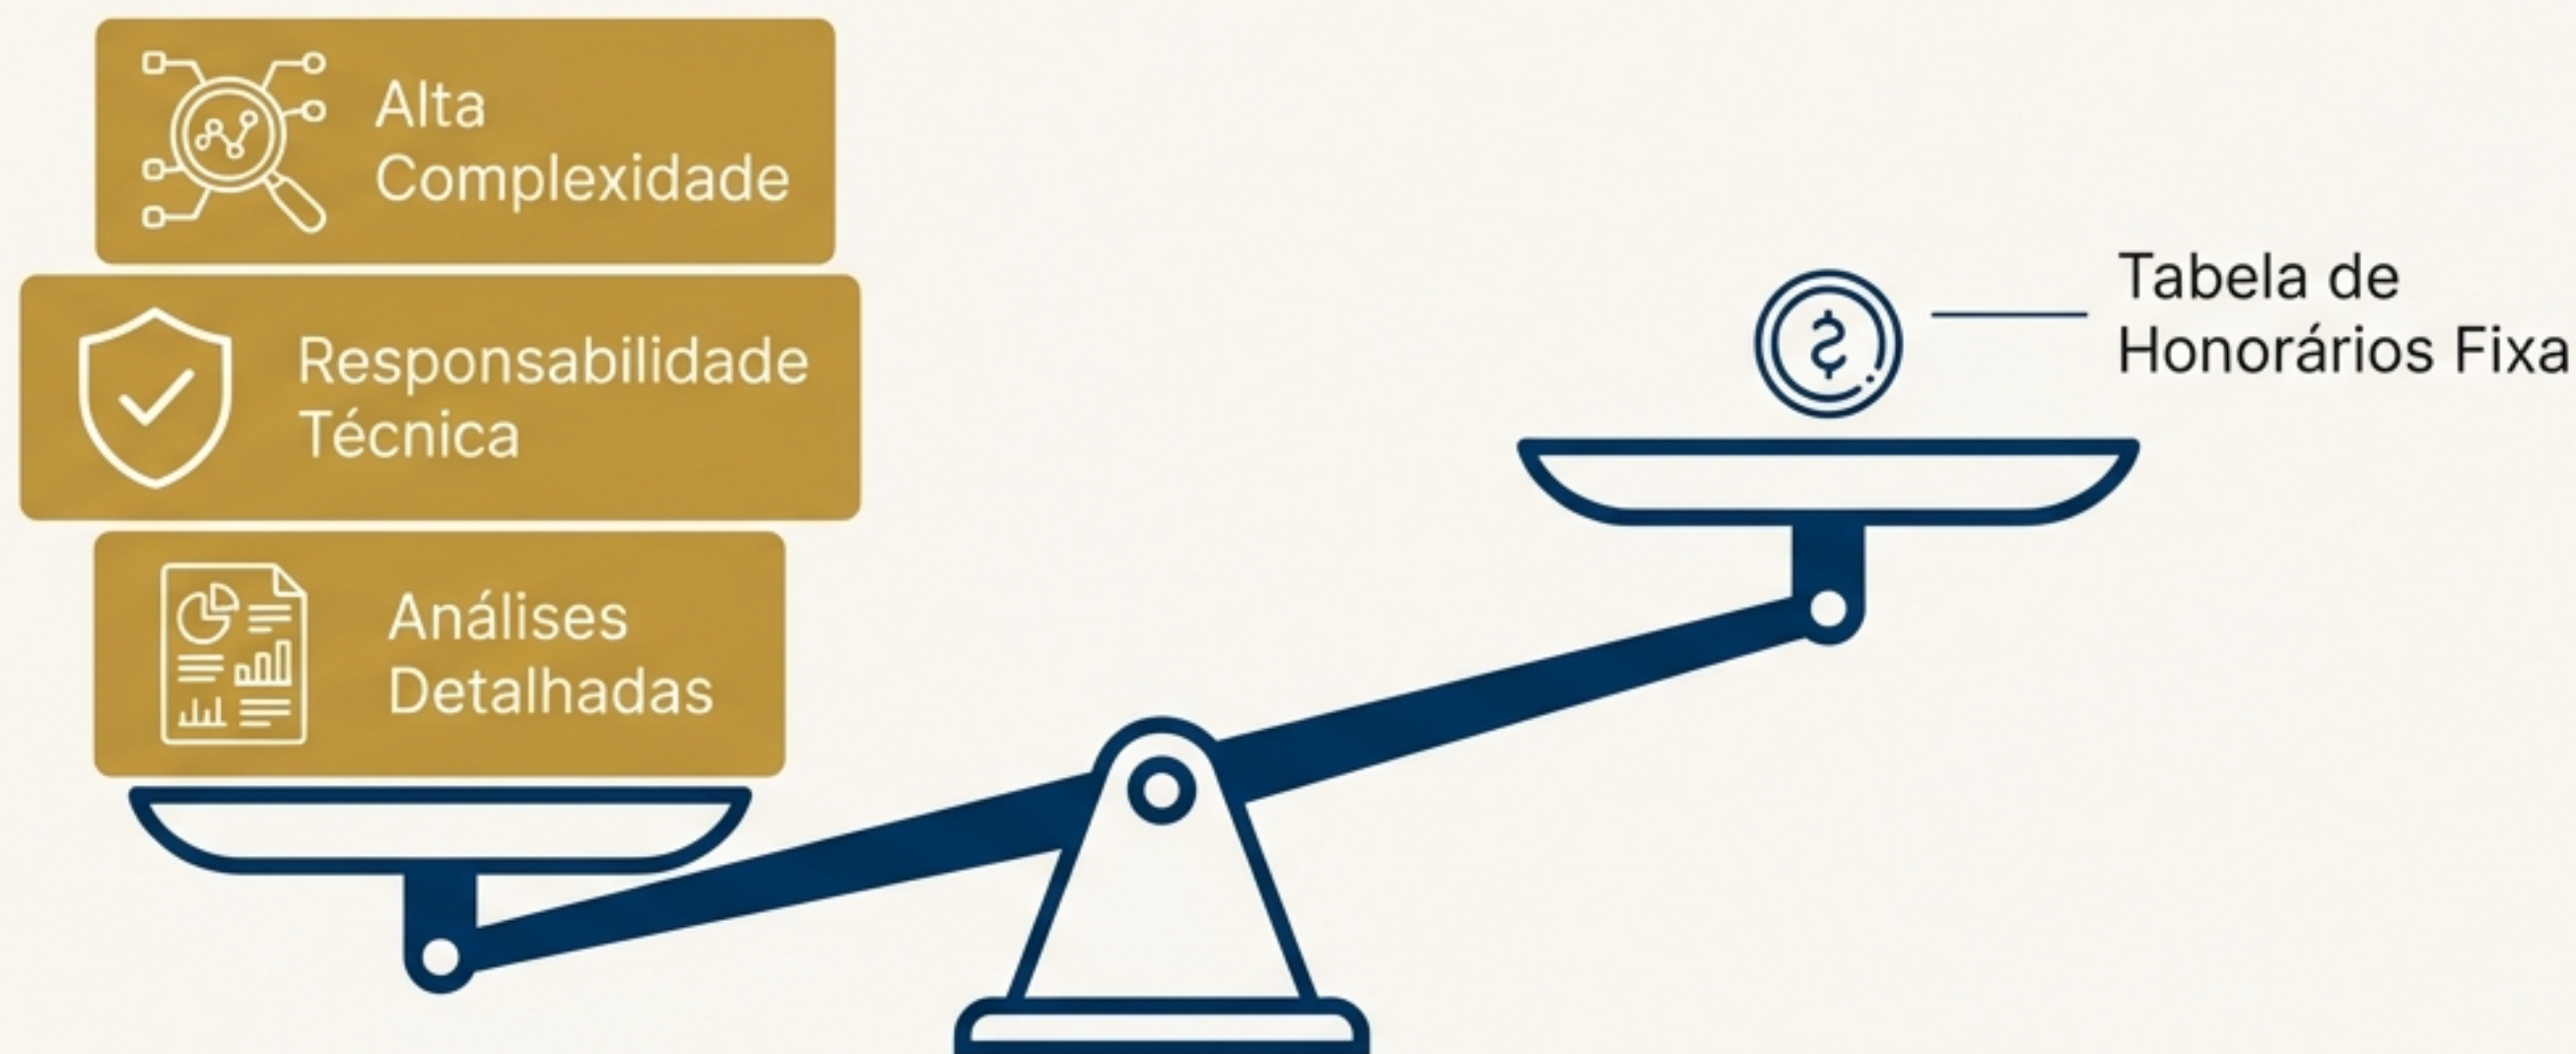 Alta
Complexidade
Responsabilidade
Técnica
Análises
Detalhadas
Tabela de
Honorários Fixa